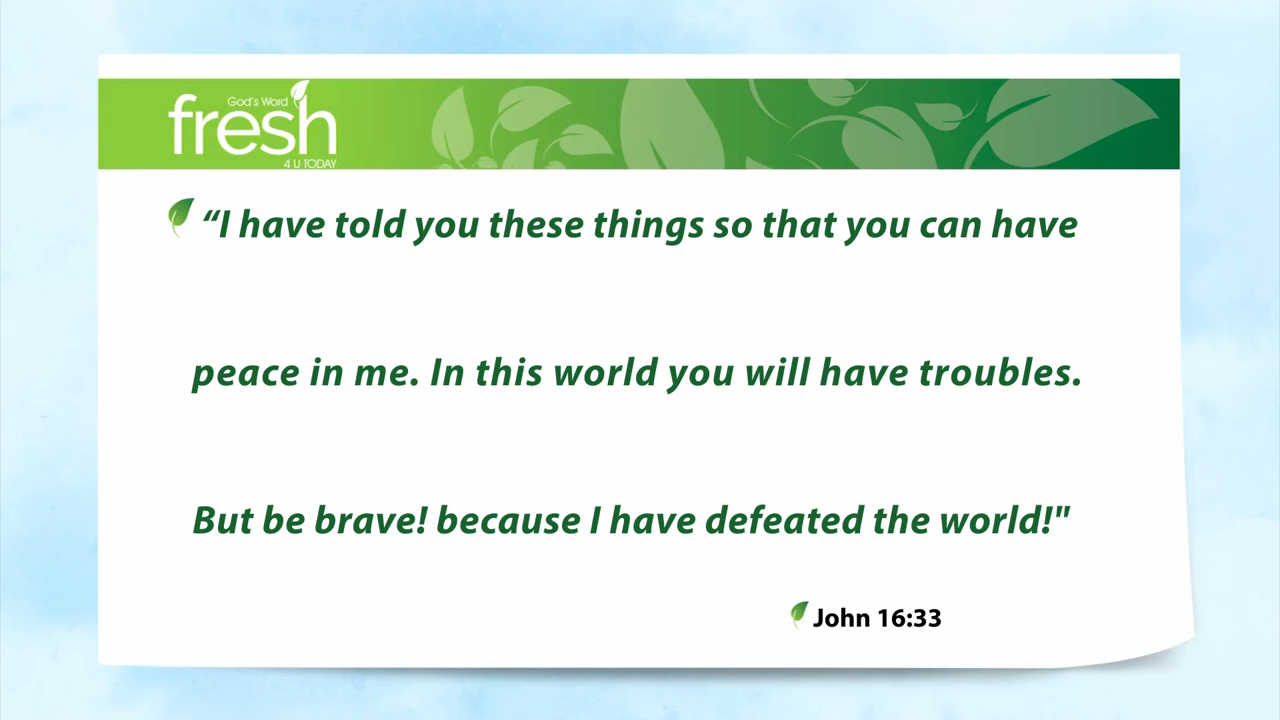 God's Word
fresh
4 U TODAY
“I have told you these things so that you can have
peace in me. In this world you will have troubles.
But be brave! because I have defeated the world!"
John 16:33